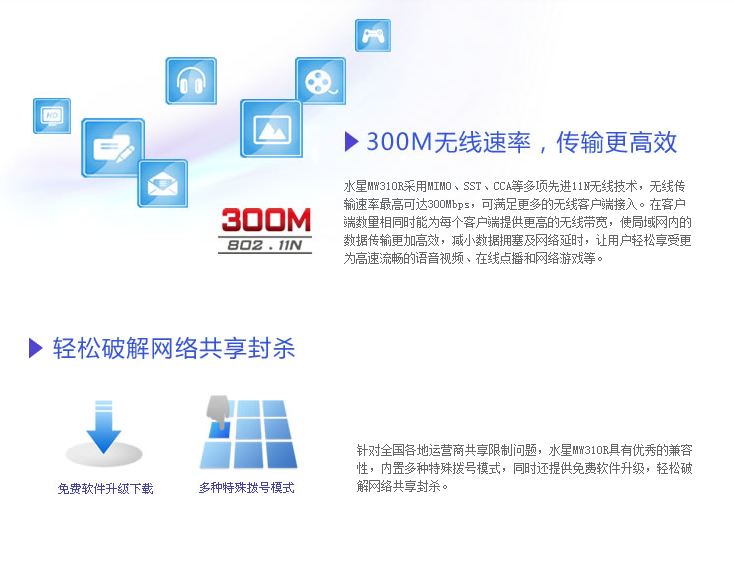 HD
300M无线速率，传输更高效
水星MW310R采用MIMO、SST、CCA等多项先进11N无线技术，无线传
输速率最高可达300Mbps，可满足更多的无线客户端接入。在客户
端数量相同时能为每个客户端提供更高的无线带宽，使局域网内的
数据传输更加高效，减小数据拥塞及网络延时，让用户轻松享受更
为高速流畅的语音视频、在线点播和网络游戏等。
300M
802.11N
轻松破解网络共享封杀
针对全国各地运营商共享限制问题，水星MW310R具有优秀的兼容
性，内置多种特殊拨号模式，同时还提供免费软件升级，轻松破
解网络共享封杀。
免费软件升级下载
多种特殊拨号模式